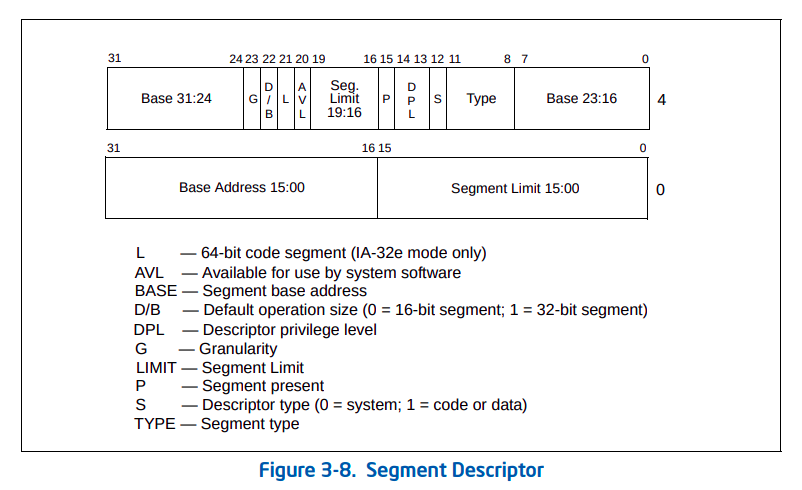 31 24 23 22 21 20 19 16 15 14 13 12 11 8 7 0
Base 31:24 G D/B L AVL Seg. Limit 19:16 P DPL S Type Base 23:16 4
31 16 15 0
Base Address 15:00 Segment Limit 15:00 0
L — 64-bit code segment (IA-32e mode only)
AVL — Available for use by system software
BASE — Segment base address
D/B — Default operation size (0 = 16-bit segment; 1 = 32-bit segment)
DPL — Descriptor privilege level
G — Granularity
LIMIT — Segment Limit
P — Segment present
S — Descriptor type (0 = system; 1 = code or data)
TYPE — Segment type
Figure 3-8. Segment Descriptor